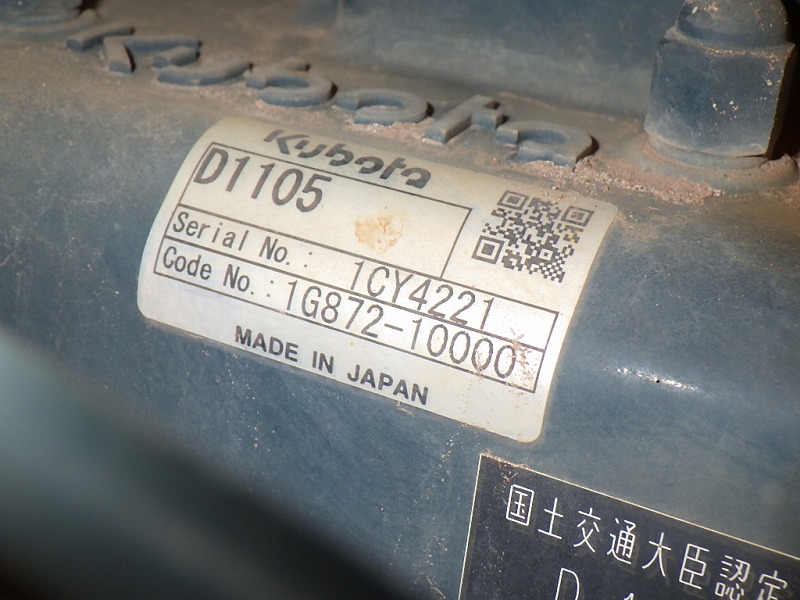 Kubota
Kubota
D1105
Serial No.: 1CY4221
Code No.: 1G872-10000
MADE IN JAPAN
国土交通大臣認定